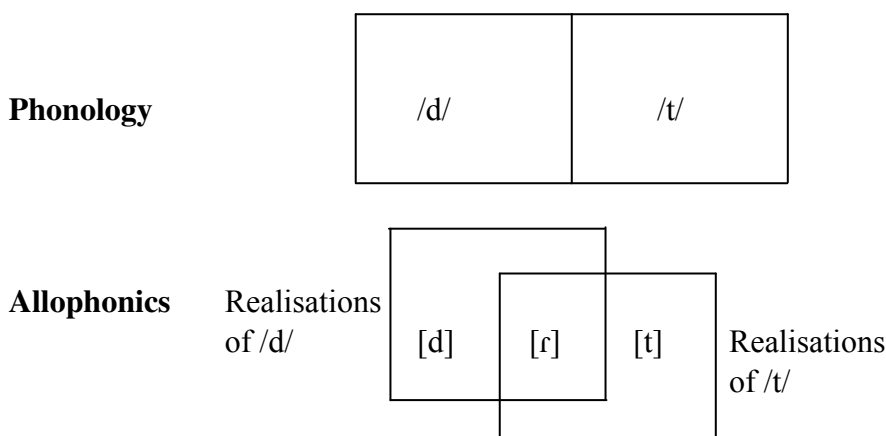 Phonology /d/ /t/
Allophonics Realisations of /d/ [d] [ɾ] [t] Realisations of /t/